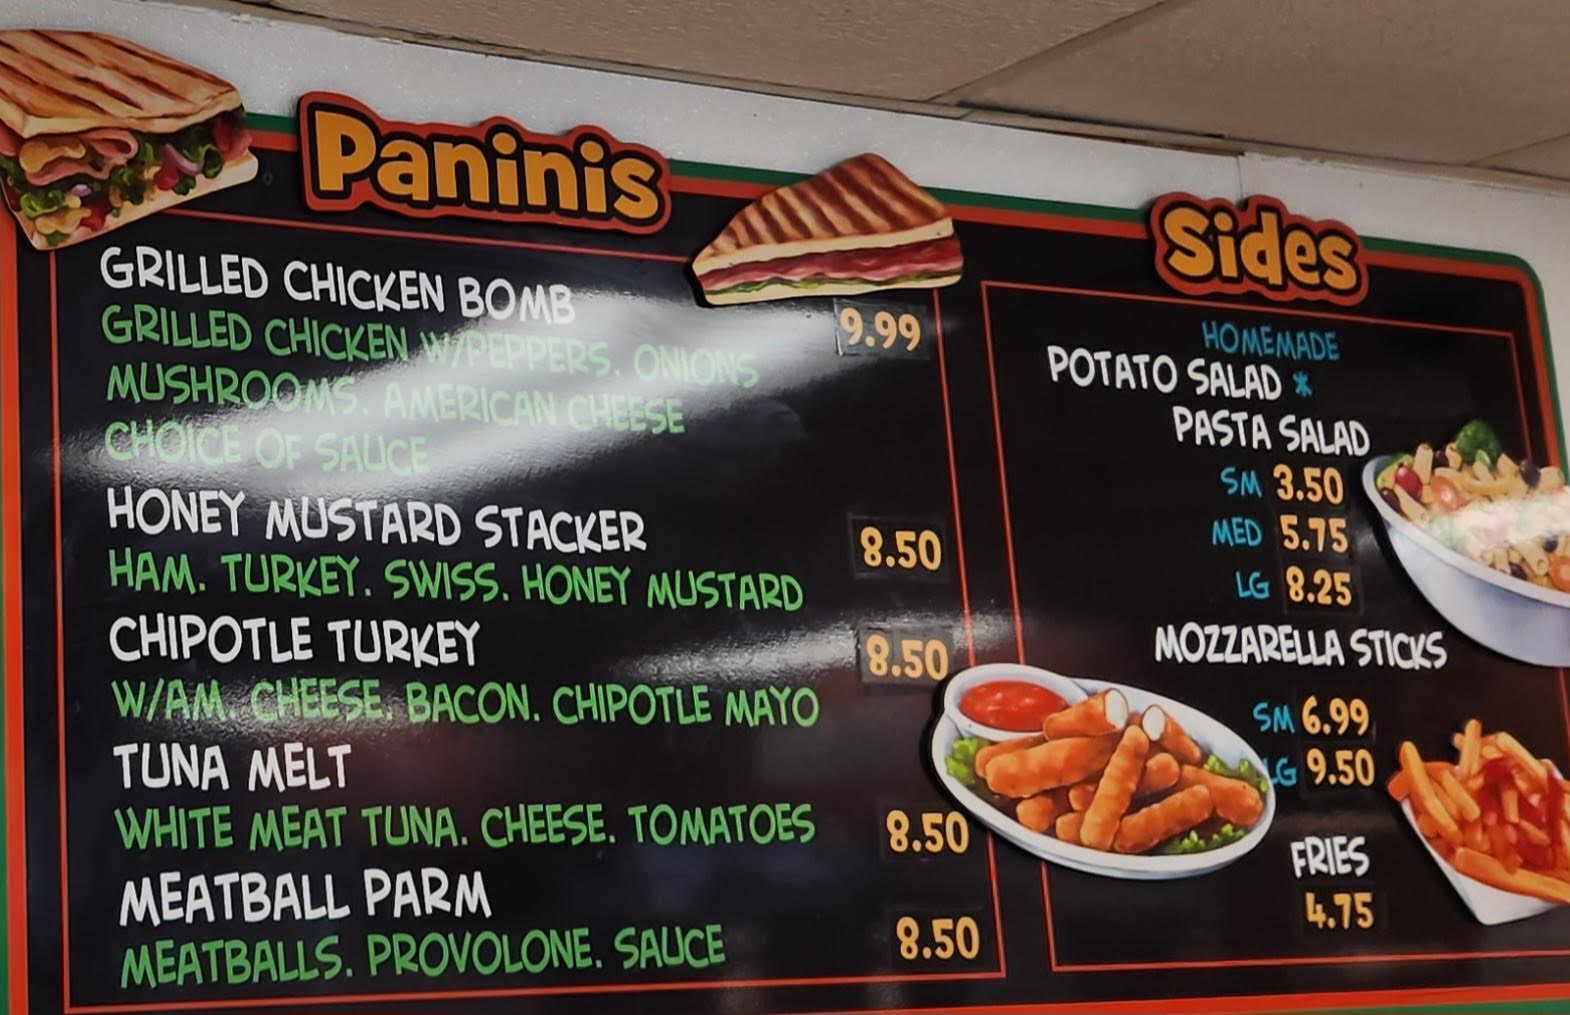 Paninis
GRILLED CHICKEN BOMB
9.99
GRILLED CHICKEN W/PEPPERS. ONIONS
MUSHROOMS. AMERICAN CHEESE
CHOICE OF SAUCE
HONEY MUSTARD STACKER
8.50
HAM. TURKEY. SWISS. HONEY MUSTARD
CHIPOTLE TURKEY
8.50
W/AM. CHEESE. BACON. CHIPOTLE MAYO
TUNA MELT
WHITE MEAT TUNA. CHEESE. TOMATOES
8.50
MEATBALL PARM
MEATBALLS. PROVOLONE. SAUCE
8.50
Sides
HOMEMADE
POTATO SALAD *
PASTA SALAD
SM 3.50
MED 5.75
LG 8.25
MOZZARELLA STICKS
SM 6.99
LG 9.50
FRIES
4.75